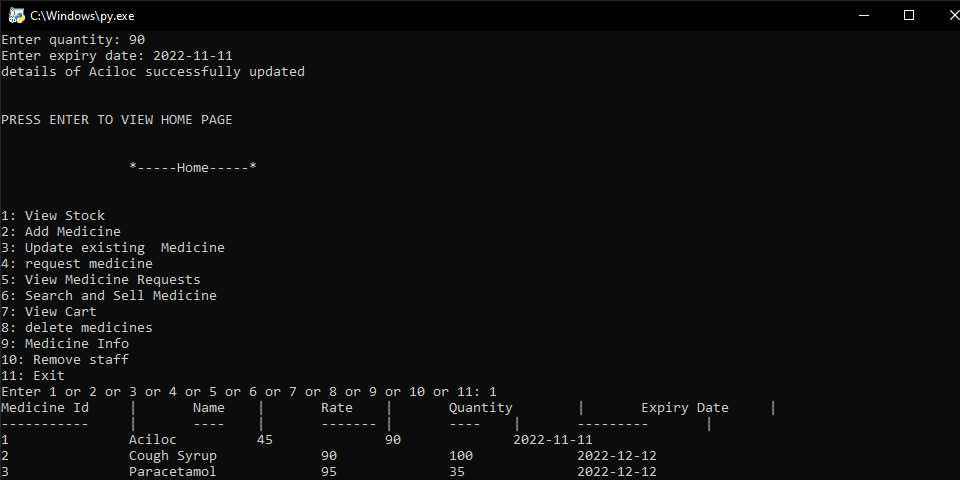 C:\Windows\py.exe
Enter quantity: 90
Enter expiry date: 2022-11-11
details of Aciloc successfully updated
PRESS ENTER TO VIEW HOME PAGE
*-----Home-----*
1: View Stock
2: Add Medicine
3: Update existing  Medicine
4: request medicine
5: View Medicine Requests
6: Search and Sell Medicine
7: View Cart
8: delete medicines
9: Medicine Info
10: Remove staff
11: Exit
Enter 1 or 2 or 3 or 4 or 5 or 6 or 7 or 8 or 9 or 10 or 11: 1
Medicine Id     |       Name    |       Rate    |       Quantity        |       Expiry Date     |
-----------     |       ----    |       ------- |       ----    |       ---------       |
1               Aciloc          45              90              2022-11-11
2               Cough Syrup             90              100             2022-12-12
3               Paracetamol             95              35              2022-12-12